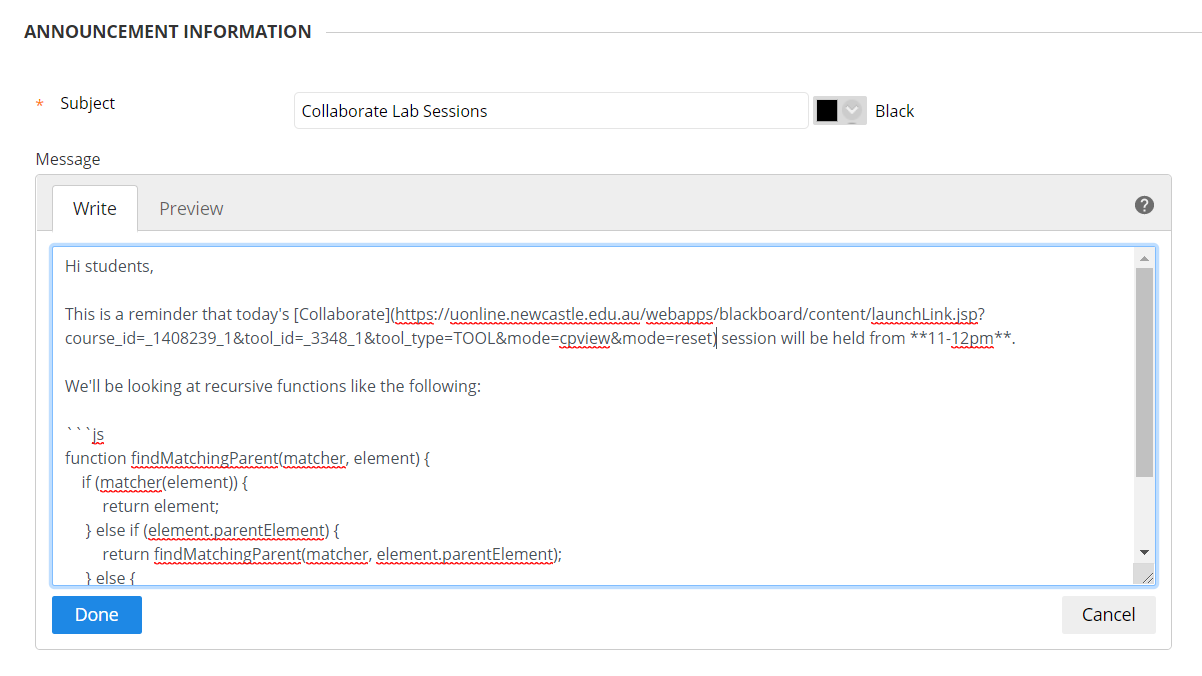 ANNOUNCEMENT INFORMATION
* Subject
Collaborate Lab Sessions
Black
Message
Write
Preview
?
Hi students,
This is a reminder that today's [Collaborate](https://uonline.newcastle.edu.au/webapps/blackboard/content/launchLink.jsp?
course_id=_1408239_1&tool_id=_3348_1&tool_type=TOOL&mode=cpview&mode=reset) session will be held from **11-12pm**.
We'll be looking at recursive functions like the following:
```js
function findMatchingParent(matcher, element) {
if (matcher(element)) {
return element;
} else if (element.parentElement) {
return findMatchingParent(matcher, element.parentElement);
} else {
Done
Cancel